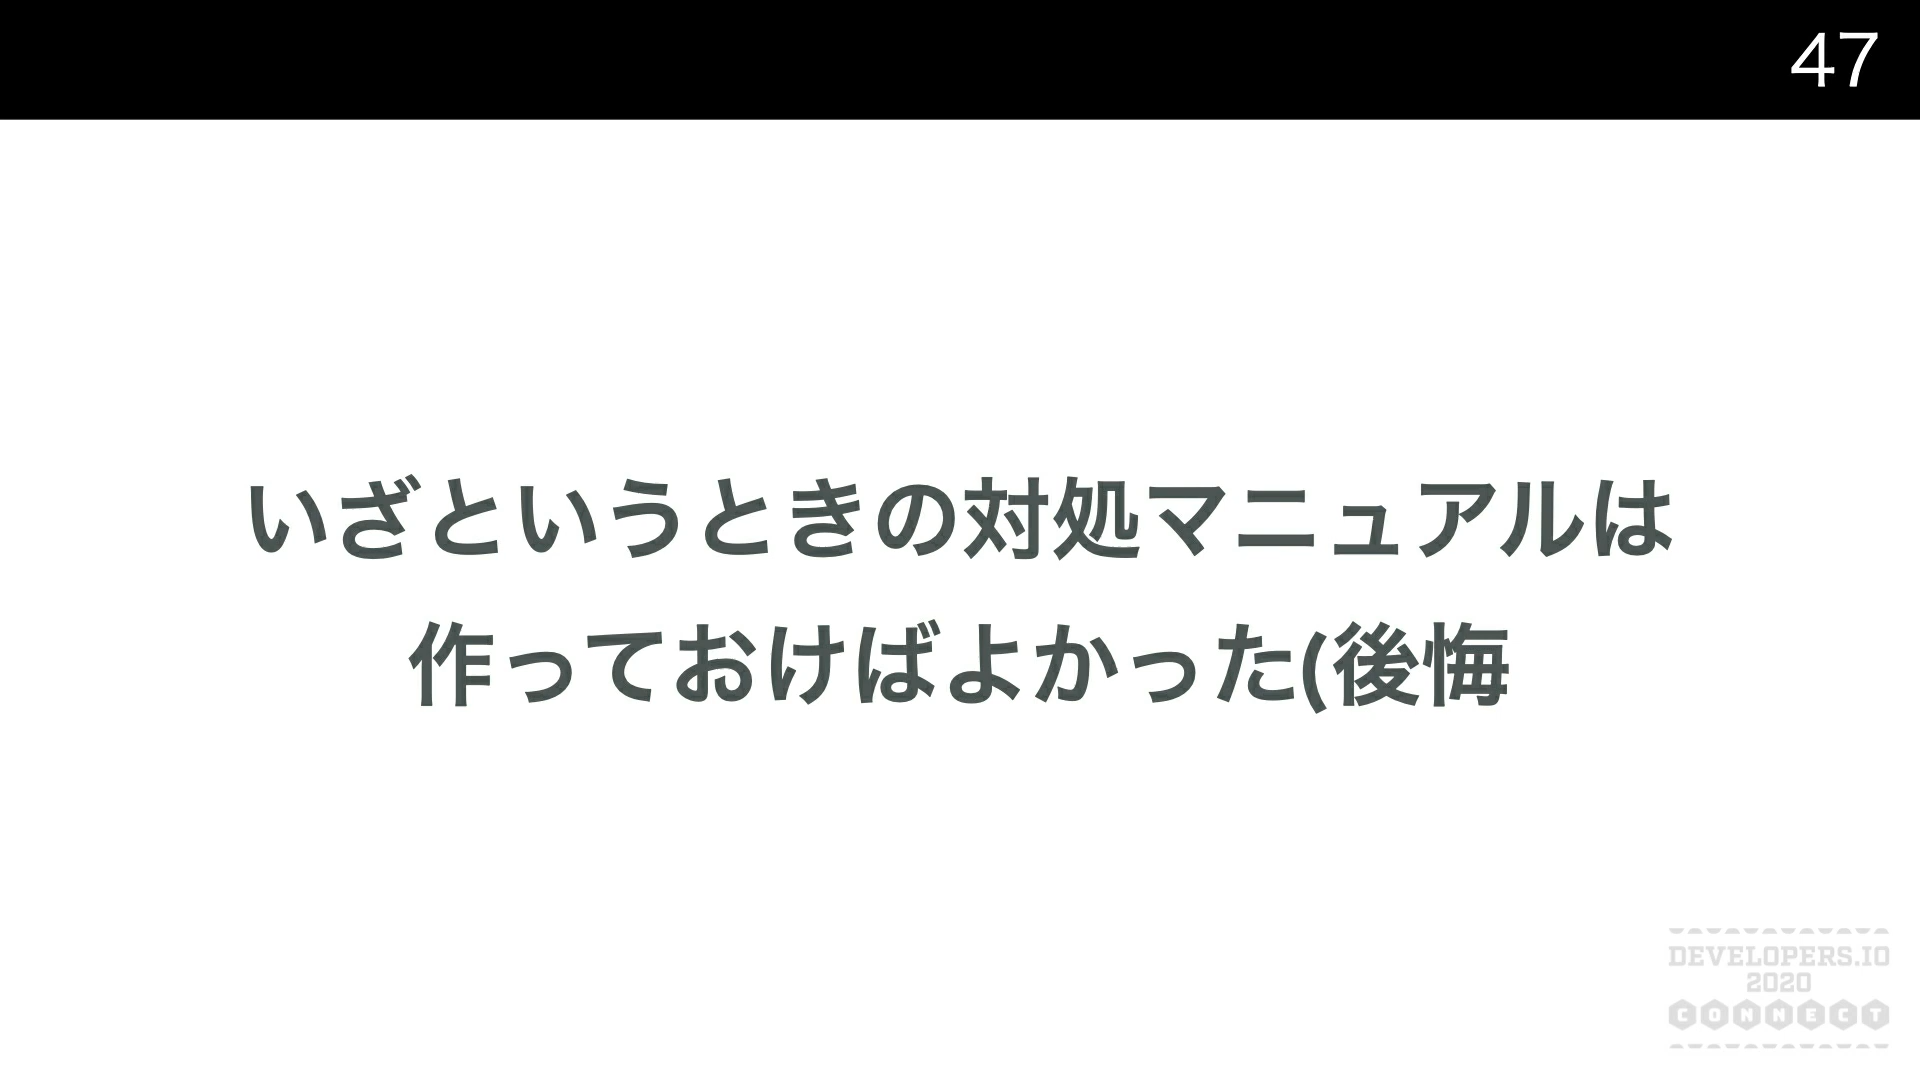 47
いざというときの対処マニュアルは
作っておけばよかった(後悔
DEVELOPERS.IO
2020
CONNECT